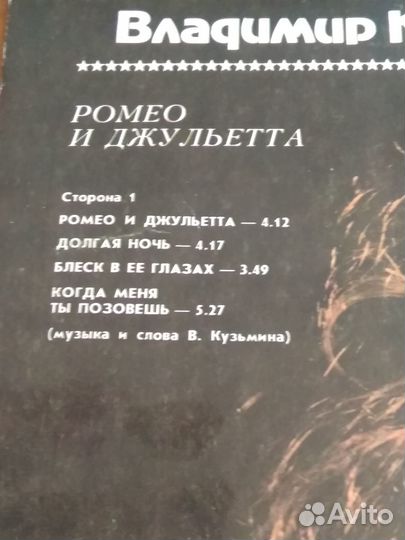 Владимир К
★★★★★★★★★★★★★★★★★★★★★★★★★★★
РОМЕО
И ДЖУЛЬЕТТА
Сторона 1
РОМЕО И ДЖУЛЬЕТТА — 4.12
ДОЛГАЯ НОЧЬ — 4.17
БЛЕСК В ЕЕ ГЛАЗАХ — 3.49
КОГДА МЕНЯ
ТЫ ПОЗОВЕШЬ — 5.27
(музыка и слова В. Кузьмина)
Avito